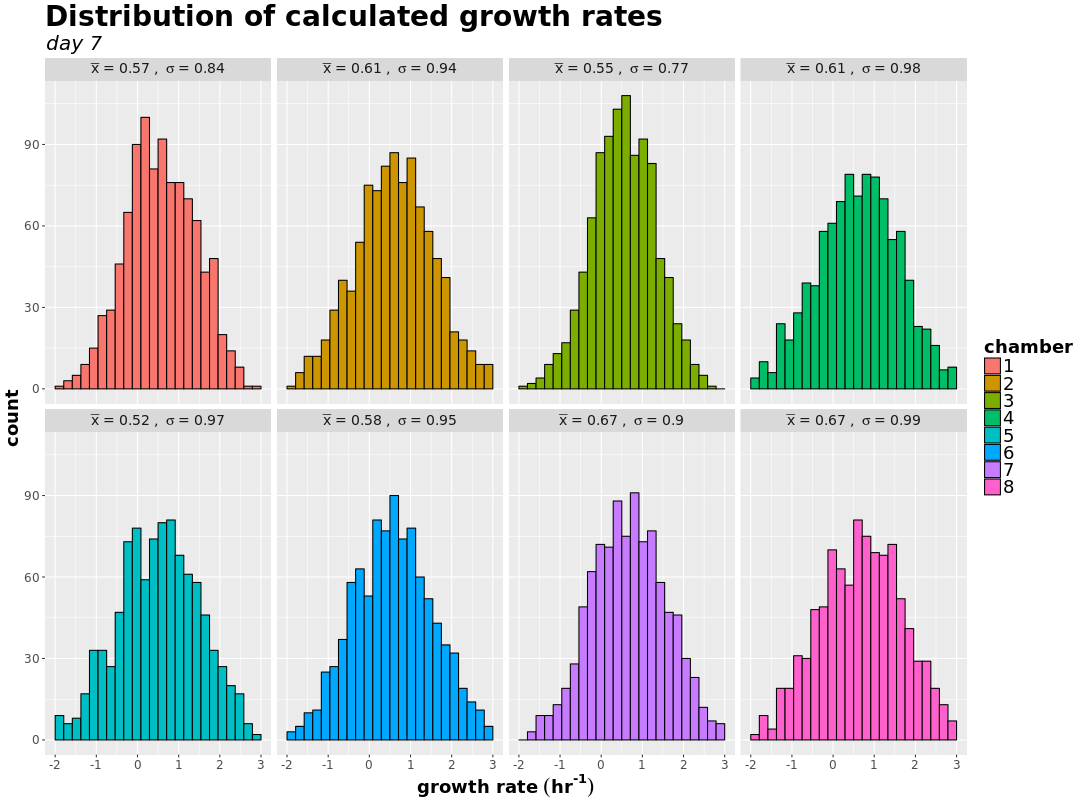 Distribution of calculated growth rates
day 7
x̅ = 0.57 , σ = 0.84
x̅ = 0.61 , σ = 0.94
x̅ = 0.55 , σ = 0.77
x̅ = 0.61 , σ = 0.98
90
60
30
0
x̅ = 0.52 , σ = 0.97
x̅ = 0.58 , σ = 0.95
x̅ = 0.67 , σ = 0.9
x̅ = 0.67 , σ = 0.99
90
60
30
0
-2 -1 0 1 2 3
-2 -1 0 1 2 3
-2 -1 0 1 2 3
-2 -1 0 1 2 3
growth rate (hr⁻¹)
count
chamber
1
2
3
4
5
6
7
8